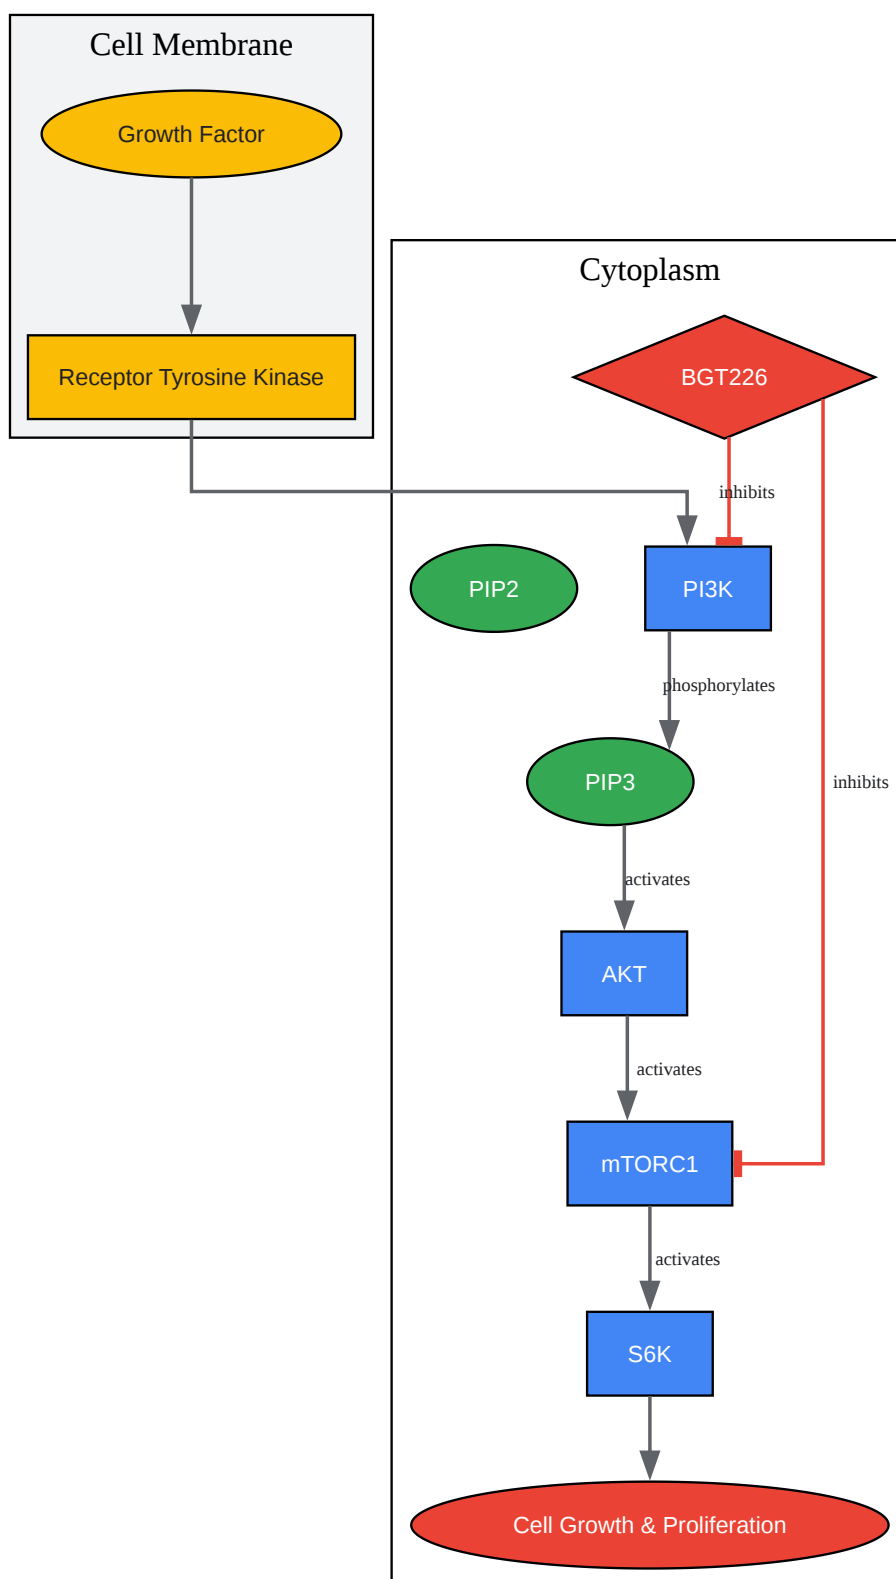 Cell Membrane
Growth Factor
Receptor Tyrosine Kinase
Cytoplasm
BGT226
inhibits
PIP2
PI3K
phosphorylates
PIP3
inhibits
activates
AKT
activates
mTORC1
activates
S6K
Cell Growth & Proliferation